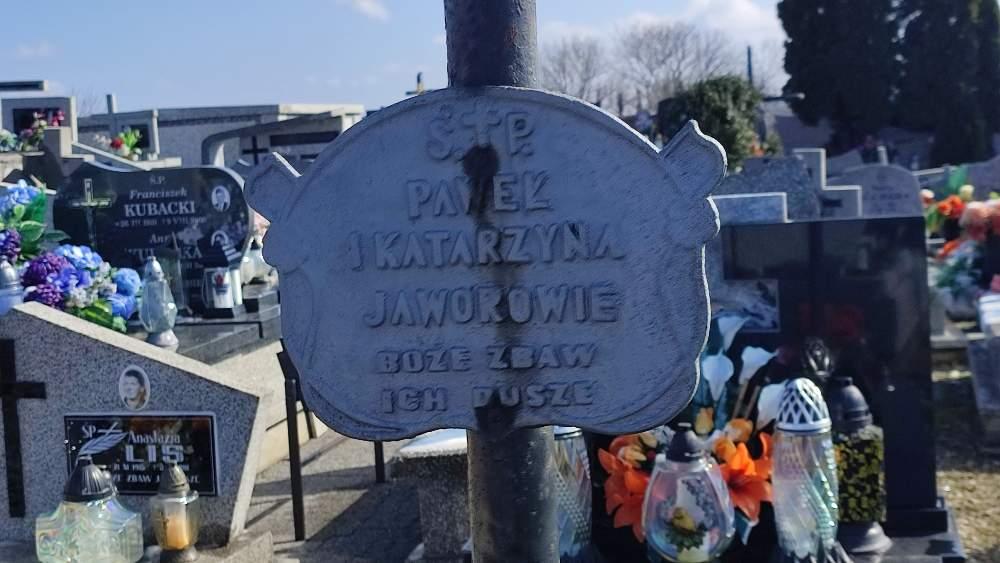 Ś.†P.
PAWEŁ
I KATARZYNA
JAWOROWIE
BOŻE ZBAW
ICH DUSZE
Ś.P.
Franciszek
KUBACKI
Ś P
Anastazja
LIS